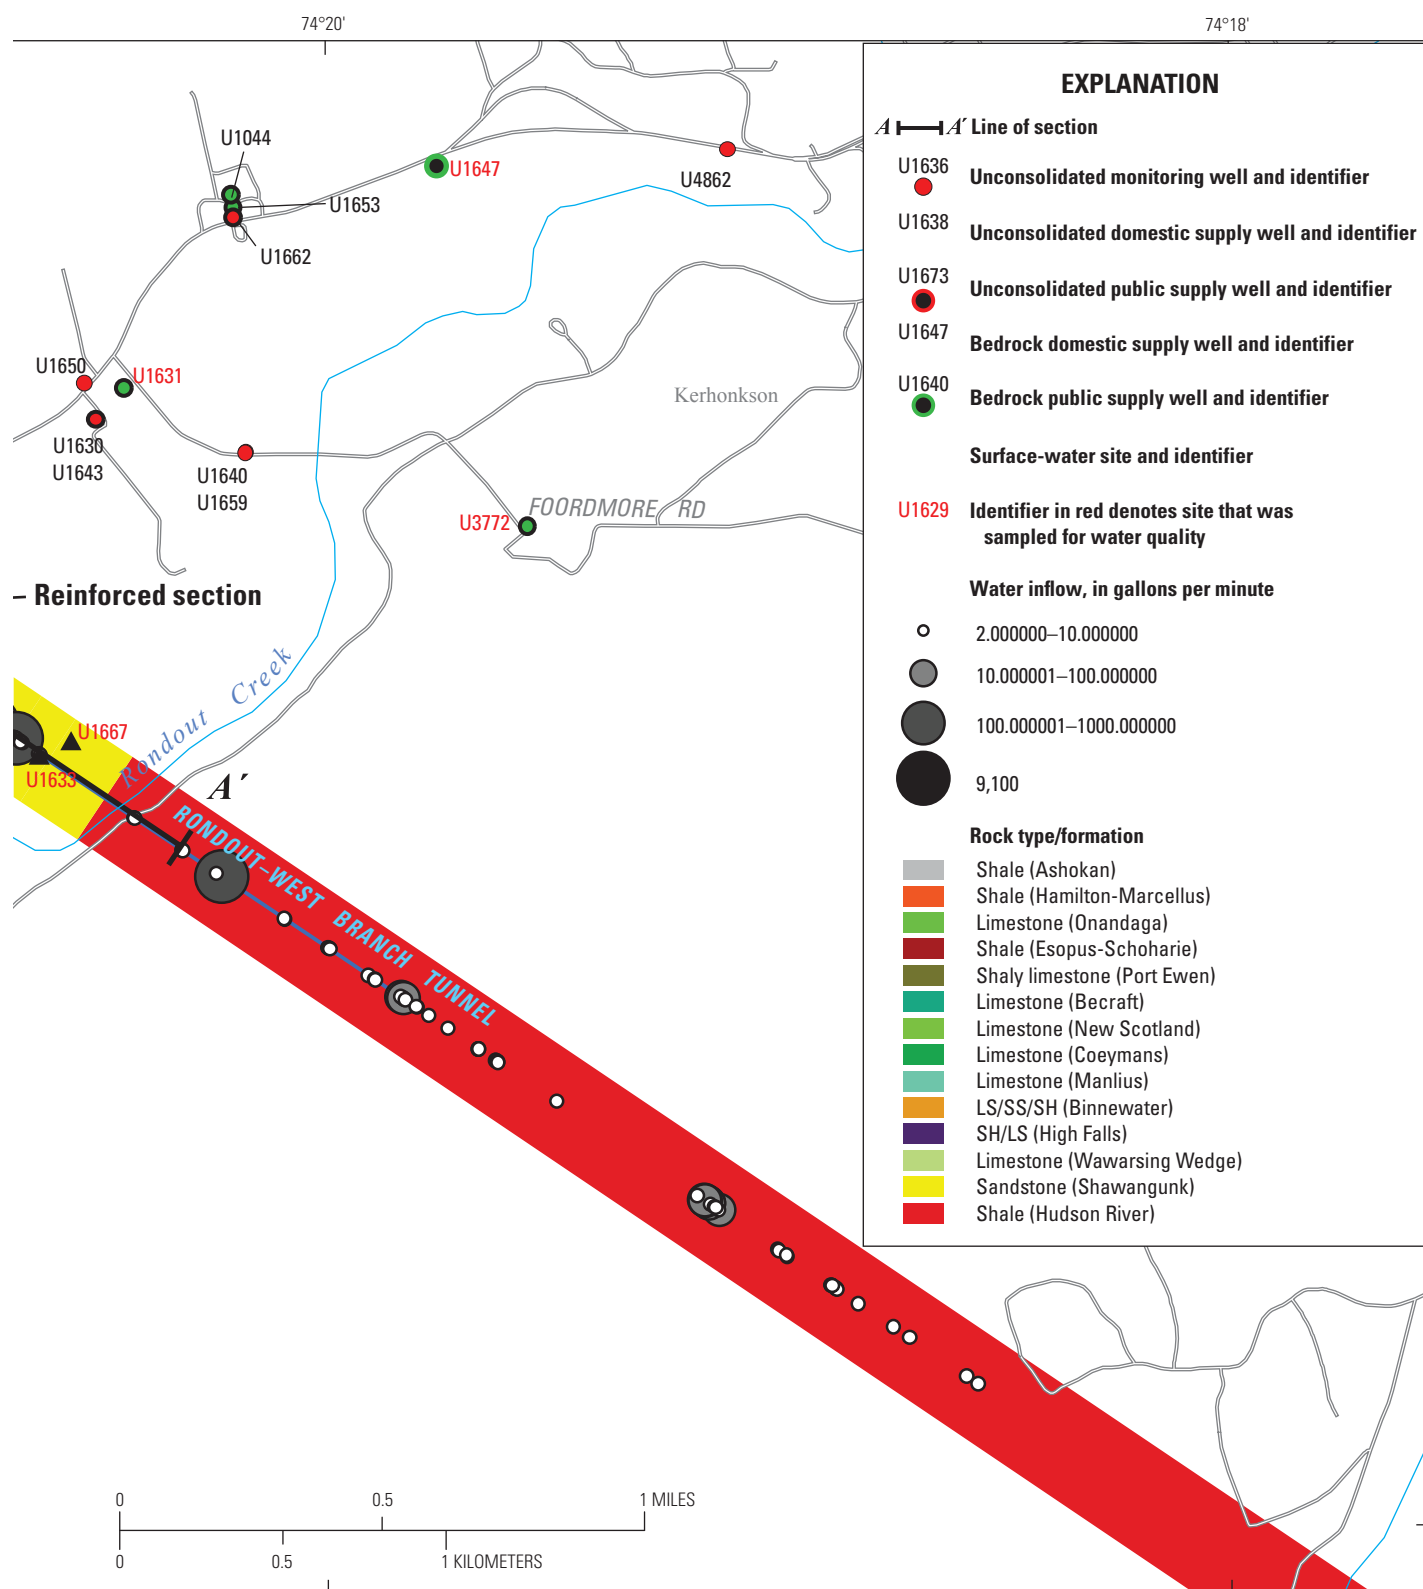 74°20'
74°18'
U1044
U1653
U1662
U1647
U4862
U1650
U1631
U1630
U1643
U1640
U1659
Kerhonkson
U3772
FOORDMORE RD
– Reinforced section
Rondout Creek
U1667
U1633
A′
RONDOUT–WEST BRANCH TUNNEL
EXPLANATION
A A′ Line of section
U1636
Unconsolidated monitoring well and identifier
U1638
Unconsolidated domestic supply well and identifier
U1673
Unconsolidated public supply well and identifier
U1647
Bedrock domestic supply well and identifier
U1640
Bedrock public supply well and identifier
Surface-water site and identifier
U1629 Identifier in red denotes site that was
sampled for water quality
Water inflow, in gallons per minute
2.000000–10.000000
10.000001–100.000000
100.000001–1000.000000
9,100
Rock type/formation
Shale (Ashokan)
Shale (Hamilton-Marcellus)
Limestone (Onandaga)
Shale (Esopus-Schoharie)
Shaly limestone (Port Ewen)
Limestone (Becraft)
Limestone (New Scotland)
Limestone (Coeymans)
Limestone (Manlius)
LS/SS/SH (Binnewater)
SH/LS (High Falls)
Limestone (Wawarsing Wedge)
Sandstone (Shawangunk)
Shale (Hudson River)
0 0.5 1 MILES
0 0.5 1 KILOMETERS